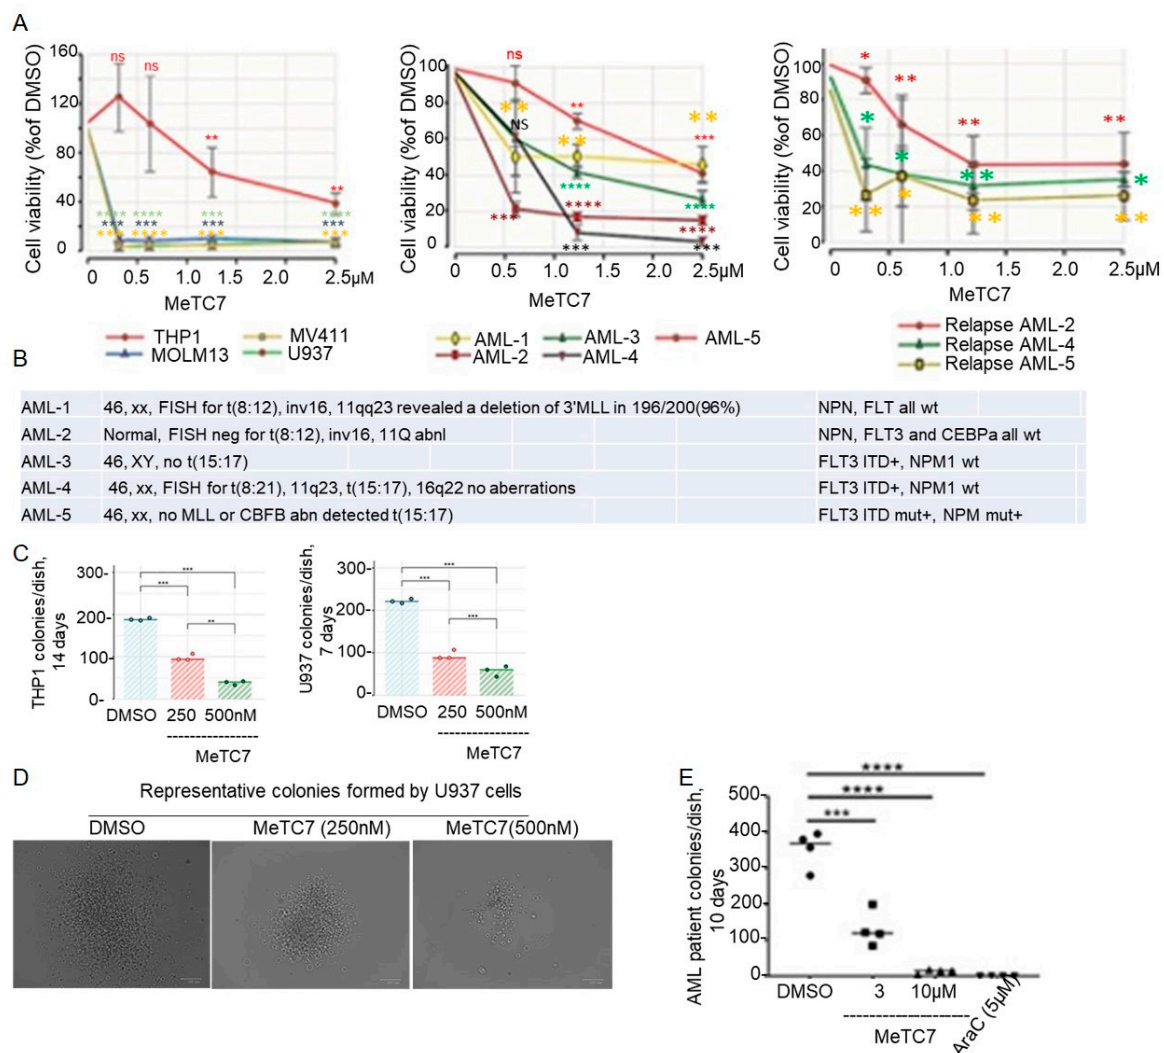 A
Cell viability (%of DMSO)
160
120
80
40
0
ns
ns
**
**
****
***
****
****
***
****
****
***
***
****
***
****
0 0.5 1.0 1.5 2.0 2.5µM
MeTC7
THP1
MV411
MOLM13
U937
Cell viability (%of DMSO)
100
80
60
40
20
0
ns
**
NS
**
**
**
***
****
****
***
****
***
****
***
0 0.5 1.0 1.5 2.0 2.5µM
MeTC7
AML-1
AML-3
AML-5
AML-2
AML-4
Cell viability (%of DMSO)
100
80
60
40
20
0
*
**
**
**
*
*
**
*
**
*
**
**
0 0.5 1.0 1.5 2.0 2.5µM
MeTC7
Relapse AML-2
Relapse AML-4
Relapse AML-5
B
AML-1 46, xx, FISH for t(8:12), inv16, 11qq23 revealed a deletion of 3'MLL in 196/200(96%) NPN, FLT all wt
AML-2 Normal, FISH neg for t(8:12), inv16, 11Q abnl NPN, FLT3 and CEBPa all wt
AML-3 46, XY, no t(15:17) FLT3 ITD+, NPM1 wt
AML-4 46, xx, FISH for t(8:21), 11q23, t(15:17), 16q22 no aberrations FLT3 ITD+, NPM1 wt
AML-5 46, xx, no MLL or CBFB abn detected t(15:17) FLT3 ITD mut+, NPM mut+
C
THP1 colonies/dish,
14 days
300-
200-
100-
0-
***
***
**
DMSO 250 500nM
MeTC7
U937 colonies/dish,
7 days
300-
200-
100-
0-
***
***
***
DMSO 250 500nM
MeTC7
D
Representative colonies formed by U937 cells
DMSO MeTC7 (250nM) MeTC7(500nM)
E
AML patient colonies/dish,
10 days
500
400
300
200
100
0
****
****
***
DMSO 3 10µM AraC (5µM)
MeTC7